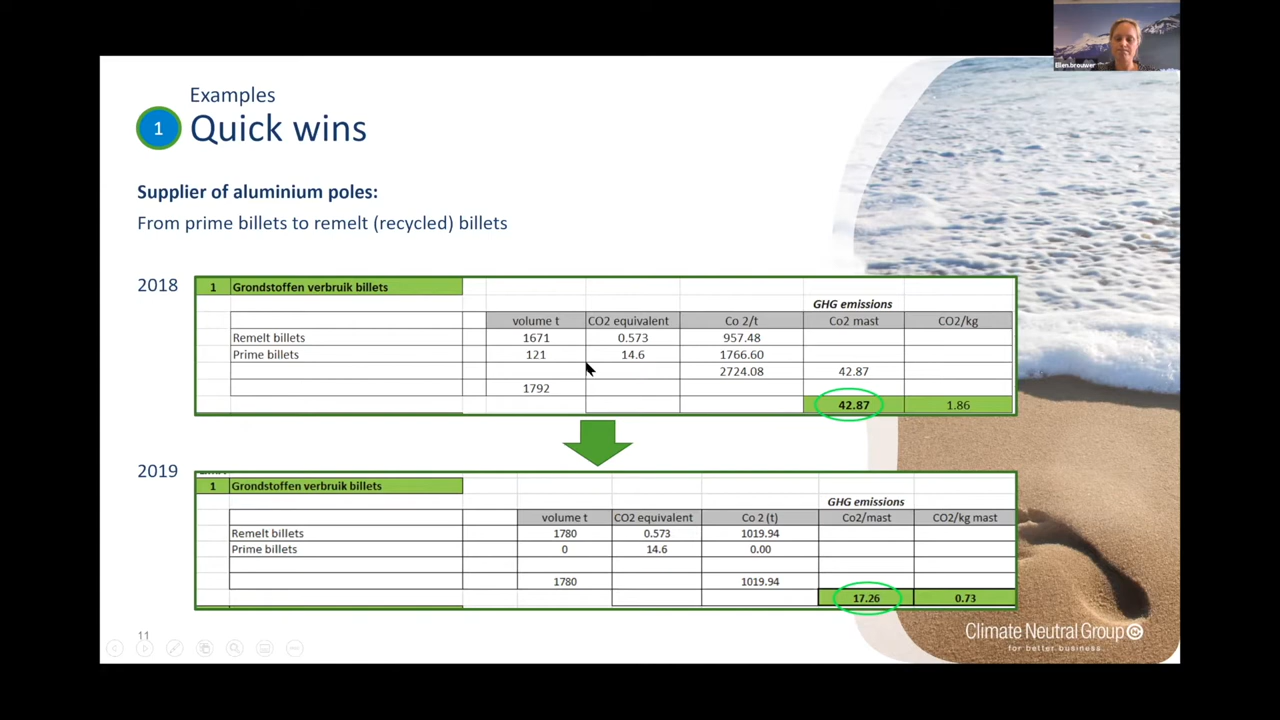 Ellen.brouwer
Examples
1 Quick wins
Supplier of aluminium poles:
From prime billets to remelt (recycled) billets
2018
1 Grondstoffen verbruik billets
GHG emissions
volume t CO2 equivalent Co 2/t Co2 mast CO2/kg
Remelt billets 1671 0.573 957.48
Prime billets 121 14.6 1766.60
2724.08 42.87
1792
42.87 1.86
2019
1 Grondstoffen verbruik billets
GHG emissions
volume t CO2 equivalent Co 2 (t) Co2/mast CO2/kg mast
Remelt billets 1780 0.573 1019.94
Prime billets 0 14.6 0.00
1780 1019.94
17.26 0.73
11
Climate Neutral Group
for better business.